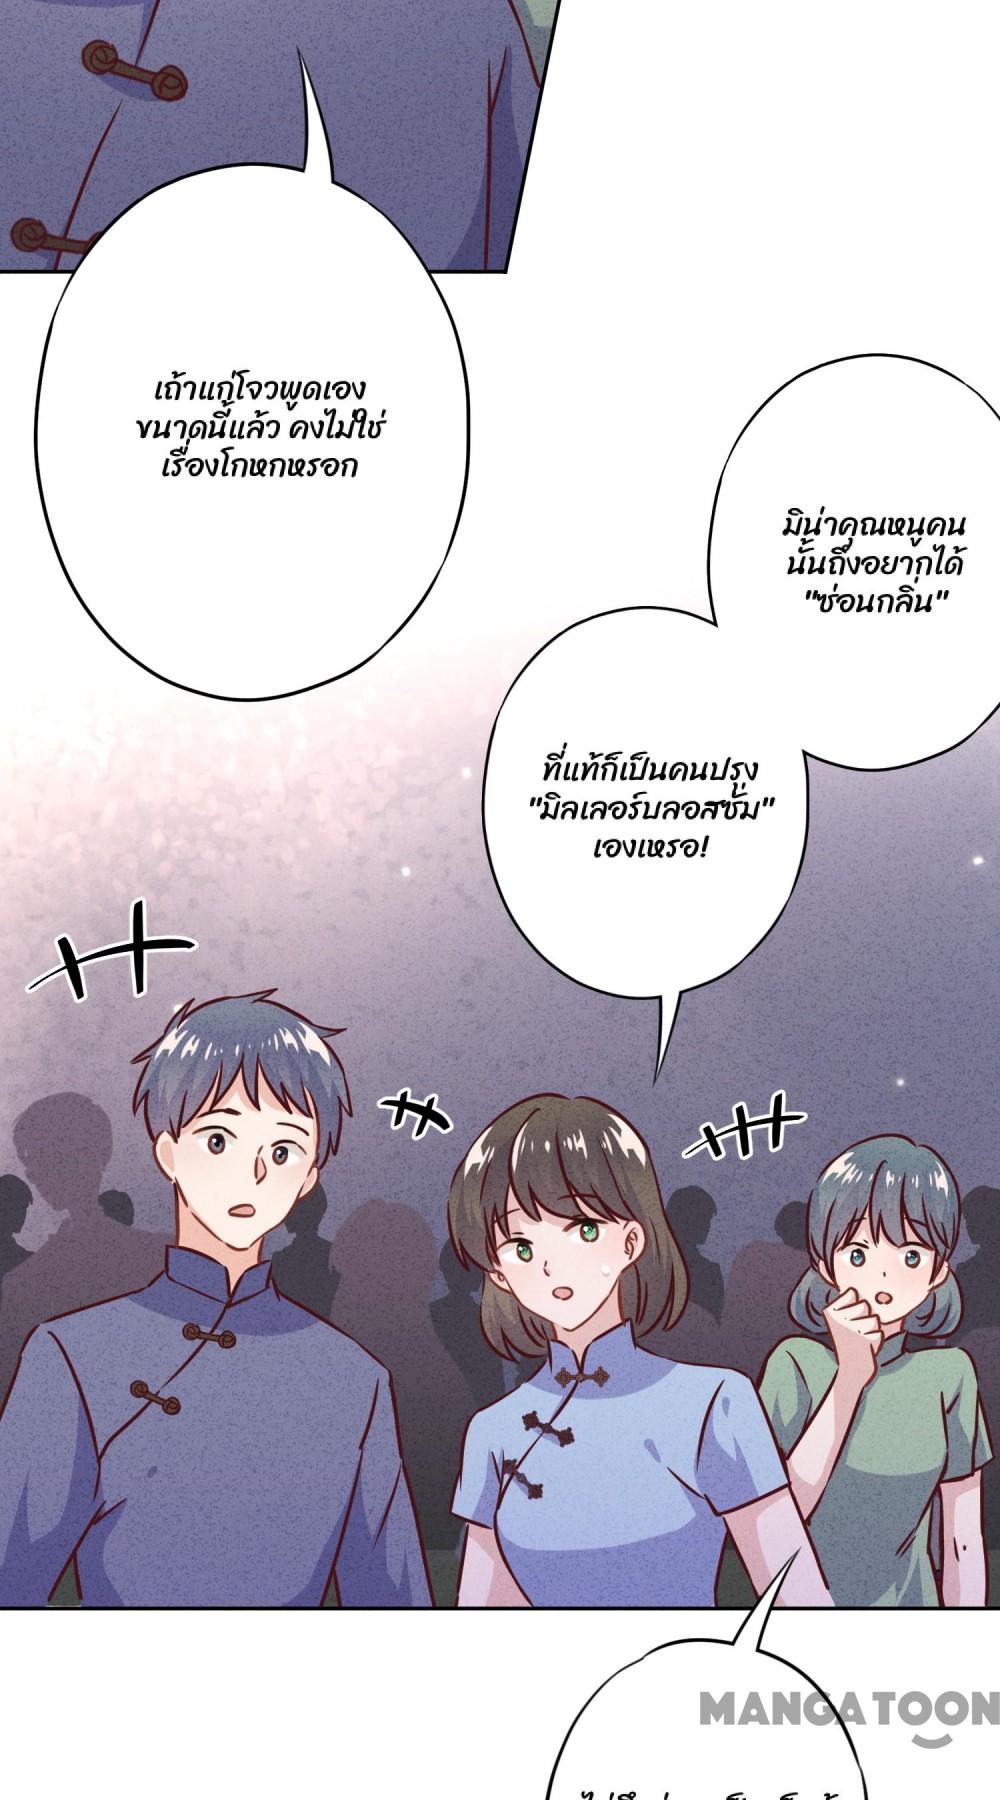 เถ้าแก่โจวพูดเอง
ขนาดนี้แล้ว คงไม่ใช่
เรื่องโกหกหรอก
มิน่าคุณหนูคน
นั้นถึงอยากได้
"ซ่อนกลิ่น"
ที่แท้ก็เป็นคนปรุง
"มิลเลอร์บลอสซั่ม"
เองเหรอ!
MANGATOON